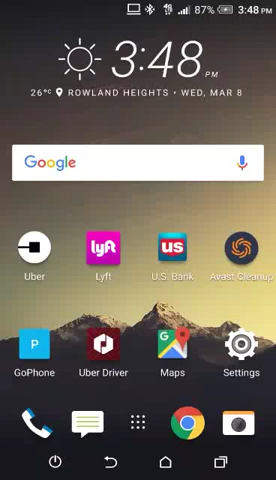 87% 3:48 PM
3:48 PM
26°C ROWLAND HEIGHTS • WED, MAR 8
Google
lyft
us
Uber
Lyft
U.S. Bank
Avast Cleanup
P
G
GoPhone
Uber Driver
Maps
Settings